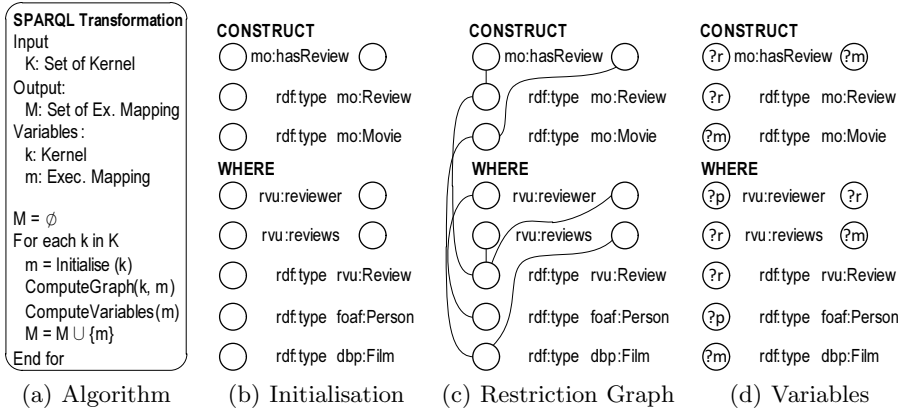 SPARQL Transformation
Input
K: Set of Kernel
Output:
M: Set of Ex. Mapping
Variables:
k: Kernel
m: Exec. Mapping
M = ∅
For each k in K
m = Initialise (k)
ComputeGraph(k, m)
ComputeVariables(m)
M = M ∪ {m}
End for
(a) Algorithm
CONSTRUCT
mo:hasReview
rdf:type mo:Review
rdf:type mo:Movie
WHERE
rvu:reviewer
rvu:reviews
rdf:type rvu:Review
rdf:type foaf:Person
rdf:type dbp:Film
(b) Initialisation
CONSTRUCT
mo:hasReview
rdf:type mo:Review
rdf:type mo:Movie
WHERE
rvu:reviewer
rvu:reviews
rdf:type rvu:Review
rdf:type foaf:Person
rdf:type dbp:Film
(c) Restriction Graph
CONSTRUCT
?r mo:hasReview ?m
?r rdf:type mo:Review
?m rdf:type mo:Movie
WHERE
?p rvu:reviewer ?r
?r rvu:reviews ?m
?r rdf:type rvu:Review
?p rdf:type foaf:Person
?m rdf:type dbp:Film
(d) Variables